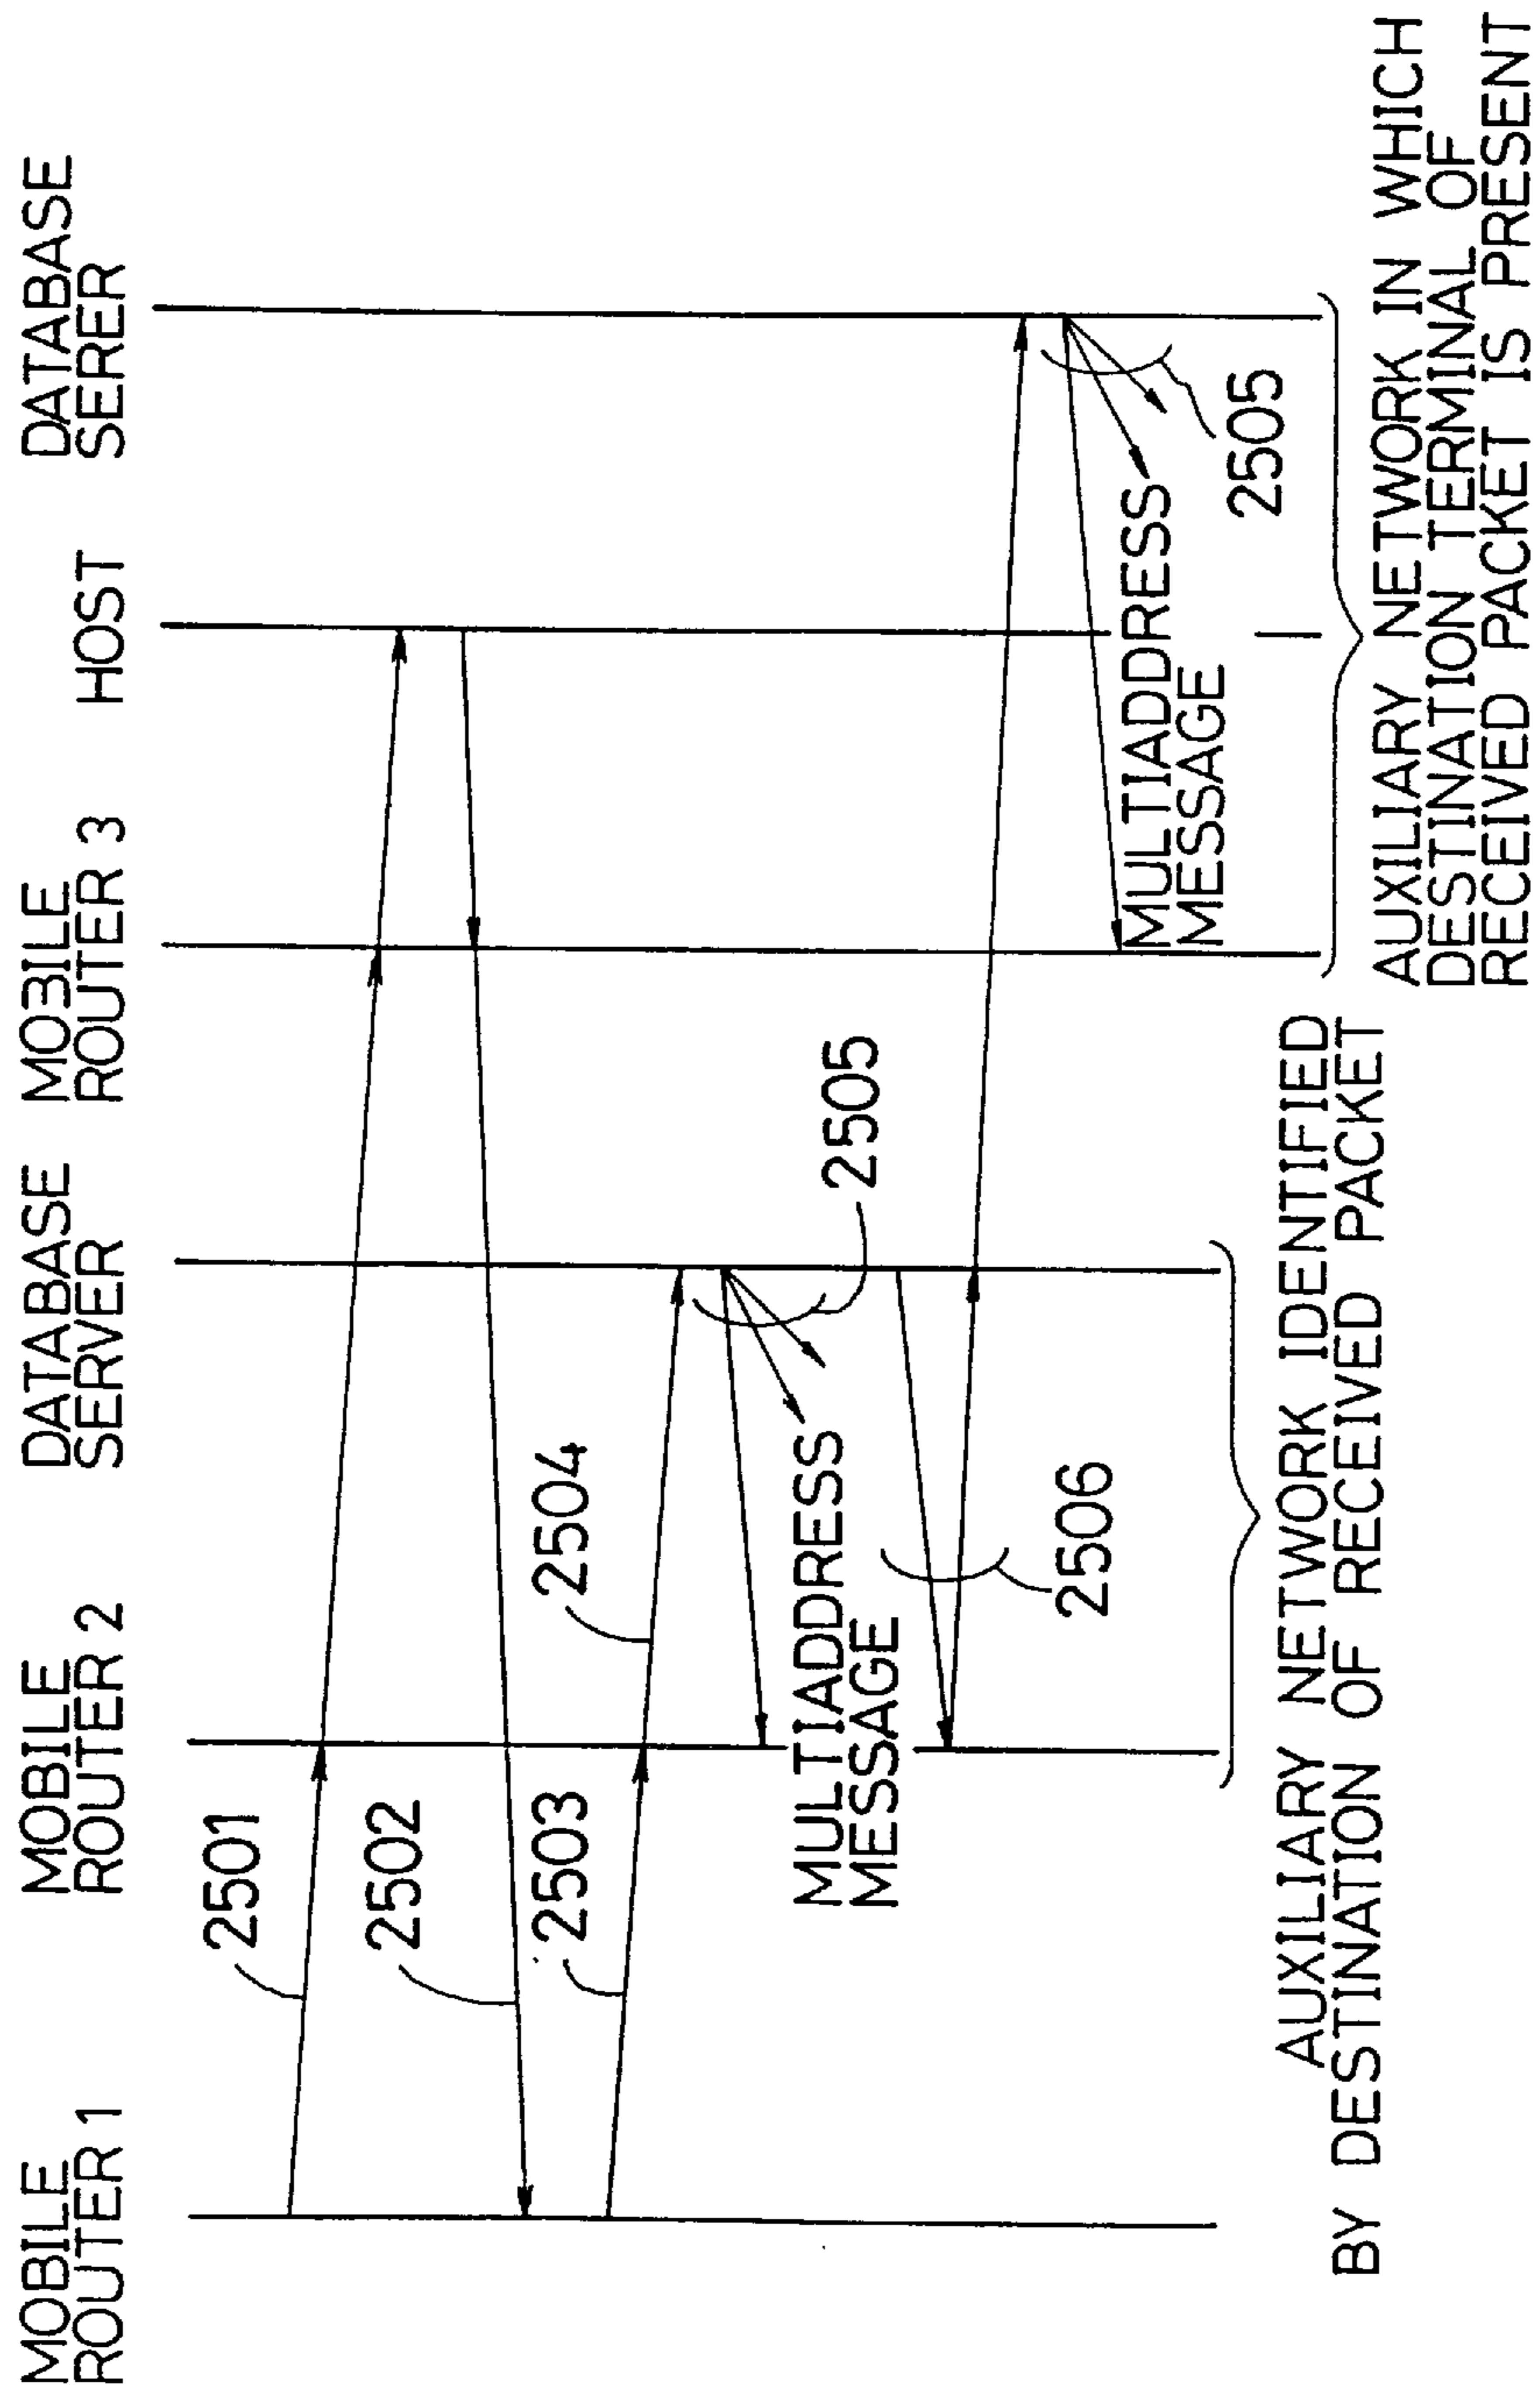 MOBILE
ROUTER 1
MOBILE
ROUTER 2
DATABASE
SERVER
MOBILE
ROUTER 3
HOST
DATABASE
SERER
2501
2502
2503
2504
2505
MULTIADDRESS
MESSAGE
2506
MULTIADDRESS
MESSAGE
2505
AUXILIARY NETWORK IDENTIFIED
BY DESTINATION OF RECEIVED PACKET
AUXILIARY NETWORK IN WHICH
DESTINATION TERMINAL OF
RECEIVED PACKET IS PRESENT